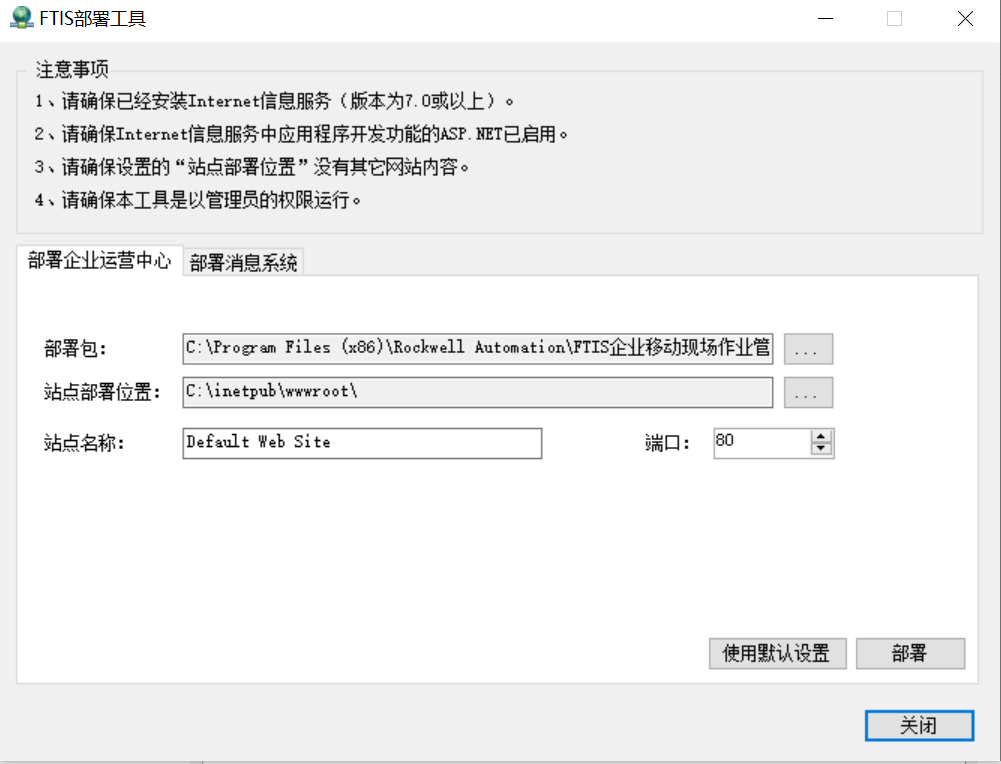 FTIS部署工具
注意事项
1、请确保已经安装Internet信息服务（版本为7.0或以上）。
2、请确保Internet信息服务中应用程序开发功能的ASP.NET已启用。
3、请确保设置的“站点部署位置”没有其它网站内容。
4、请确保本工具是以管理员的权限运行。
部署企业运营中心 部署消息系统
部署包： C:\Program Files (x86)\Rockwell Automation\FTIS企业移动现场作业管 ...
站点部署位置： C:\inetpub\wwwroot\ ...
站点名称： Default Web Site 端口： 80
使用默认设置 部署
关闭